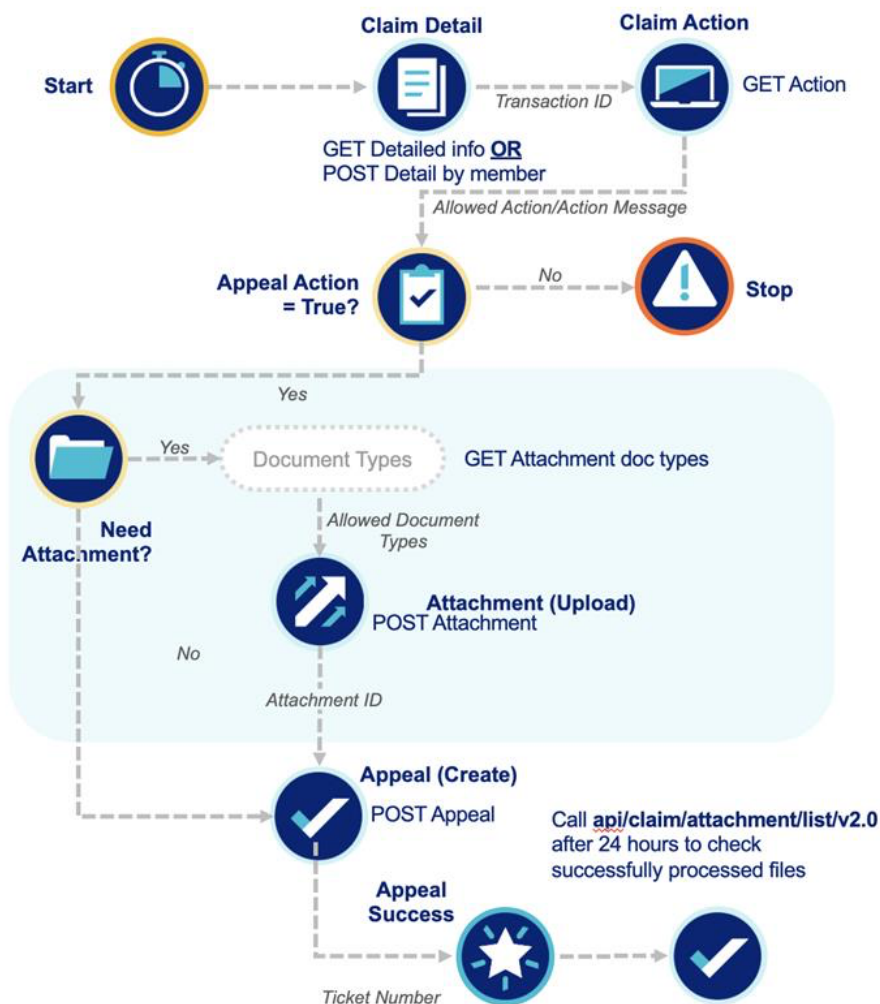 Claim Detail
Claim Action
Start
Transaction ID
GET Action
GET Detailed info OR
POST Detail by member
Allowed Action/Action Message
Appeal Action
= True?
No
Stop
Yes
Yes
Document Types
GET Attachment doc types
Need
Attachment?
Allowed Document
Types
Attachment (Upload)
POST Attachment
No
Attachment ID
Appeal (Create)
POST Appeal
Call api/claim/attachment/list/v2.0
after 24 hours to check
successfully processed files
Appeal
Success
Ticket Number